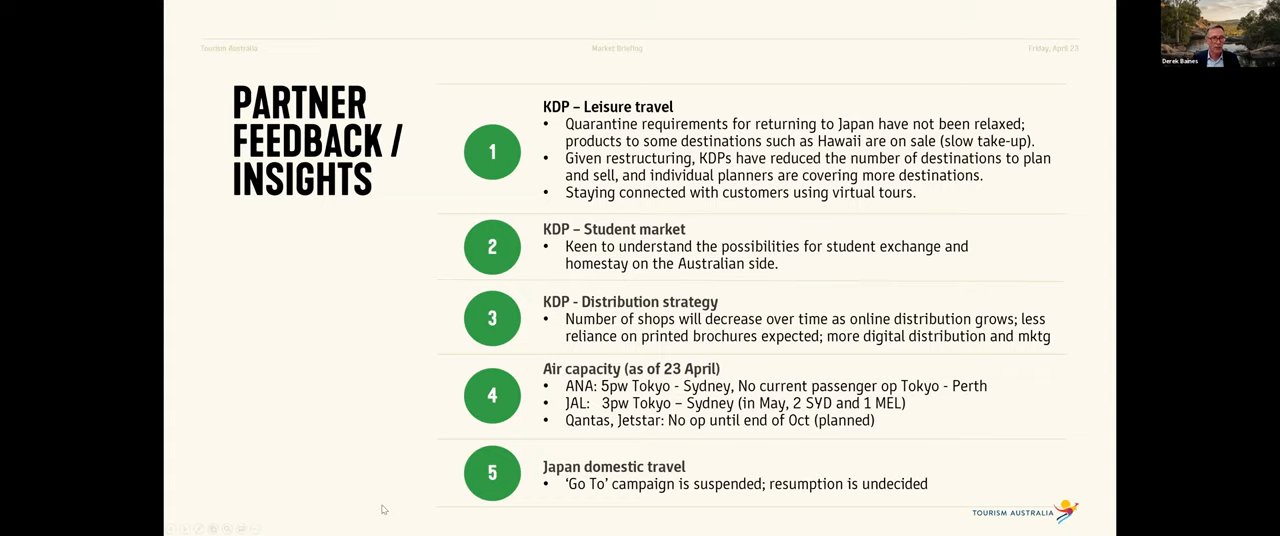 Tourism Australia
Market Briefing
Friday, April 23
Derek Baines
PARTNER
FEEDBACK /
INSIGHTS
1
KDP – Leisure travel
• Quarantine requirements for returning to Japan have not been relaxed;
products to some destinations such as Hawaii are on sale (slow take-up).
• Given restructuring, KDPs have reduced the number of destinations to plan
and sell, and individual planners are covering more destinations.
• Staying connected with customers using virtual tours.
2
KDP – Student market
• Keen to understand the possibilities for student exchange and
homestay on the Australian side.
3
KDP - Distribution strategy
• Number of shops will decrease over time as online distribution grows; less
reliance on printed brochures expected; more digital distribution and mktg
4
Air capacity (as of 23 April)
• ANA: 5pw Tokyo - Sydney, No current passenger op Tokyo - Perth
• JAL: 3pw Tokyo – Sydney (in May, 2 SYD and 1 MEL)
• Qantas, Jetstar: No op until end of Oct (planned)
5
Japan domestic travel
• ‘Go To’ campaign is suspended; resumption is undecided
TOURISM AUSTRALIA